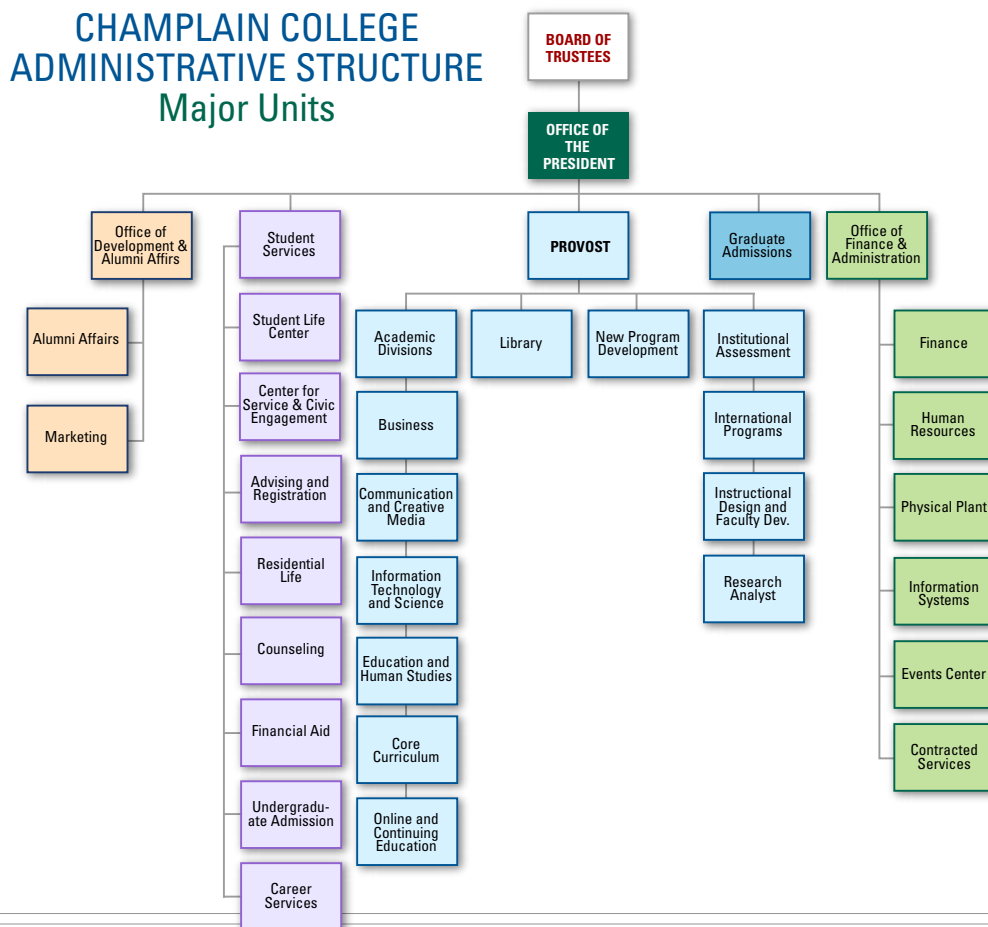 CHAMPLAIN COLLEGE
ADMINISTRATIVE STRUCTURE
Major Units
BOARD OF
TRUSTEES
OFFICE OF
THE
PRESIDENT
Office of
Development &
Alumni Affirs
Alumni Affairs
Marketing
Student
Services
Student Life
Center
Center for
Service & Civic
Engagement
Advising and
Registration
Residential
Life
Counseling
Financial Aid
Undergradu-
ate Admission
Career
Services
PROVOST
Academic
Divisions
Business
Communication
and Creative
Media
Information
Technology
and Science
Education and
Human Studies
Core
Curriculum
Online and
Continuing
Education
Library
New Program
Development
Institutional
Assessment
International
Programs
Instructional
Design and
Faculty Dev.
Research
Analyst
Graduate
Admissions
Office of
Finance &
Administration
Finance
Human
Resources
Physical Plant
Information
Systems
Events Center
Contracted
Services